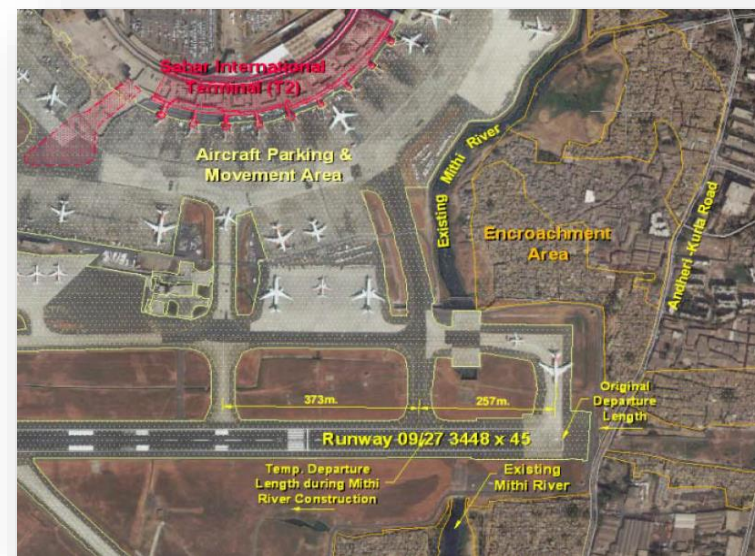 Sahar International
Terminal (T2)
Aircraft Parking &
Movement Area
Existing Mithi River
Encroachment
Area
Andheri -Kurla Road
373m.
257m.
Original
Departure
Length
Runway 09/27 3448 x 45
Temp. Departure
Length during Mithi
River Construction
Existing
Mithi River